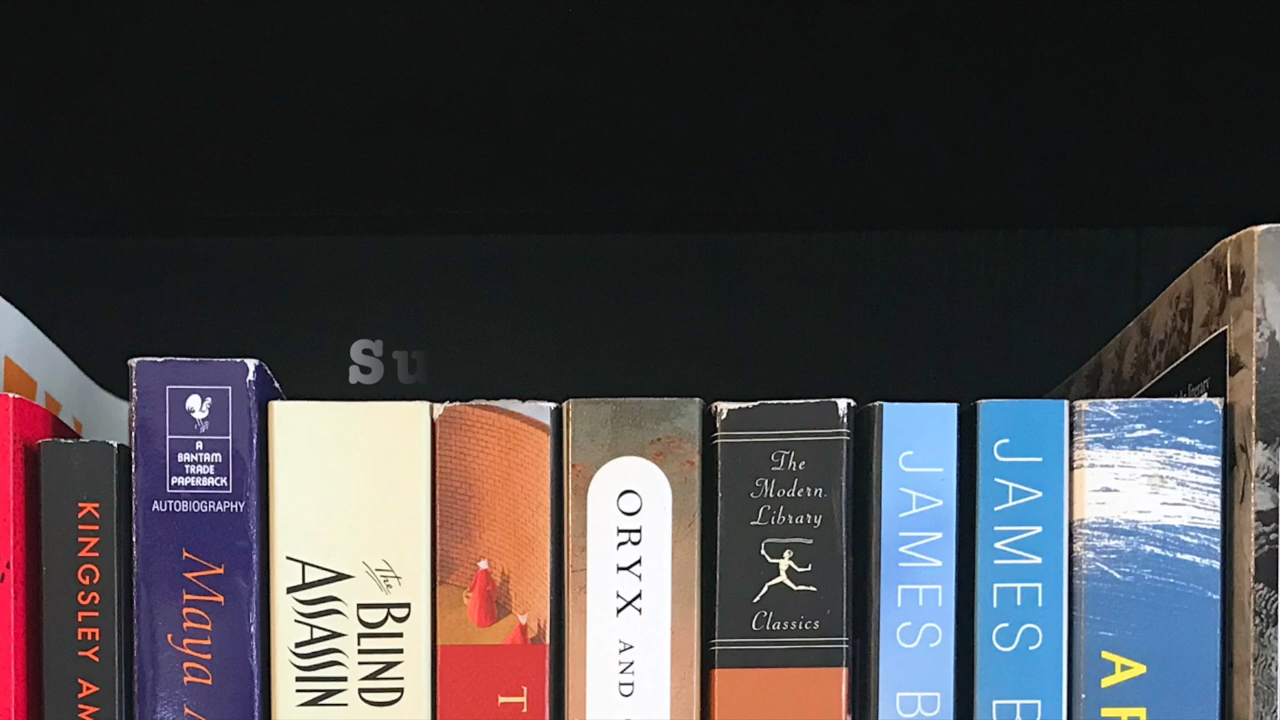 Su
KINGSLEY AM
A
BANTAM
TRADE
PAPERBACK
AUTOBIOGRAPHY
Maya
The
BLIND
ASSASSIN
T
ORYX AND
The
Modern
Library
Classics
JAMES B
JAMES B
A F